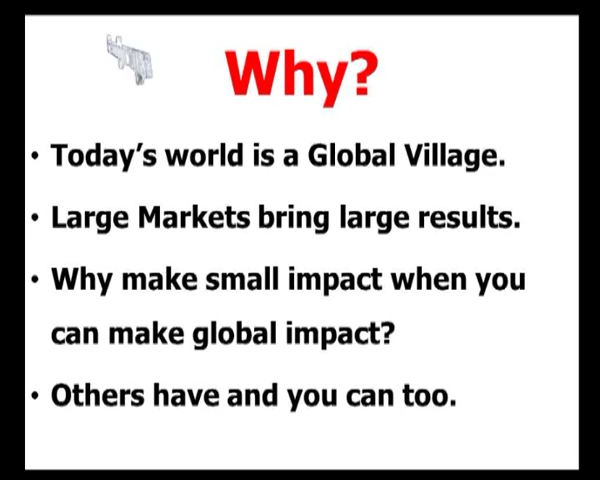 Why?
• Today's world is a Global Village.
• Large Markets bring large results.
• Why make small impact when you
can make global impact?
• Others have and you can too.